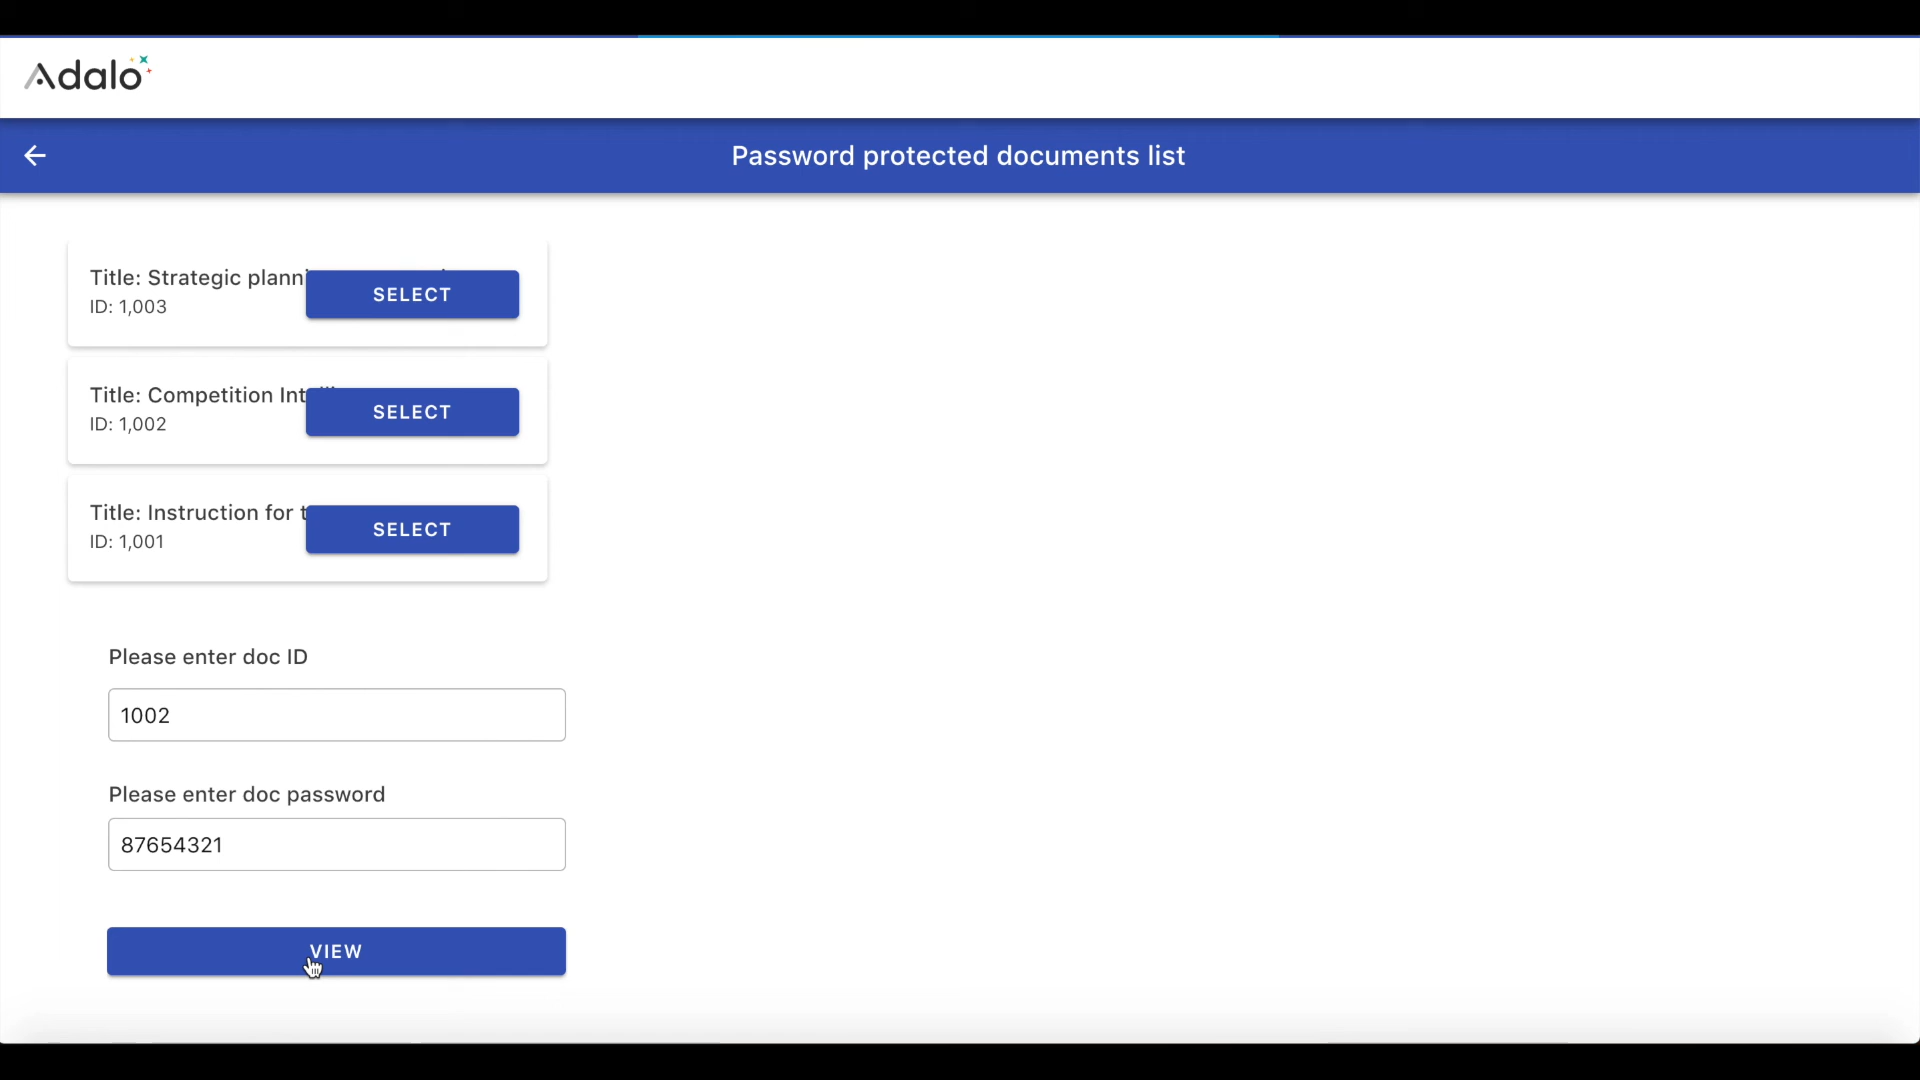 Adalo
Password protected documents list
Title: Strategic planni
SELECT
ID: 1,003
Title: Competition Int
SELECT
ID: 1,002
Title: Instruction for t
SELECT
ID: 1,001
Please enter doc ID
1002
Please enter doc password
87654321
VIEW